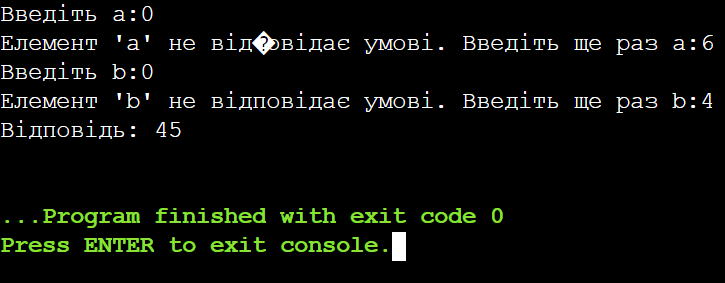 Введіть a:0
Елемент 'a' не від�овідає умові. Введіть ще раз a:6
Введіть b:0
Елемент 'b' не відповідає умові. Введіть ще раз b:4
Відповідь: 45
...Program finished with exit code 0
Press ENTER to exit console.